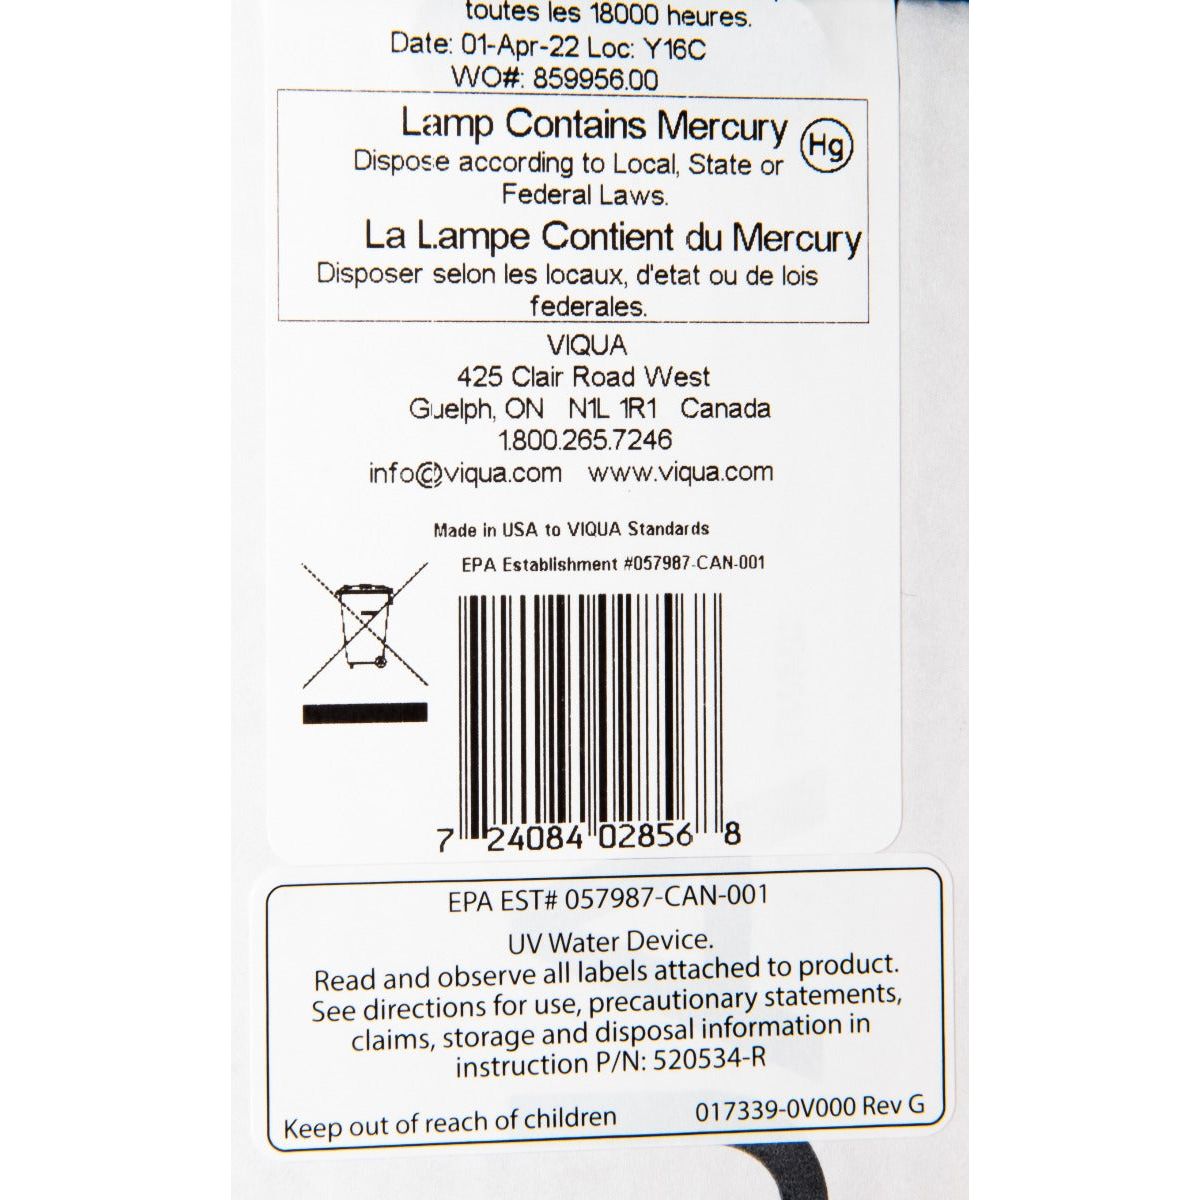 toutes les 18000 heures.
Date: 01-Apr-22 Loc: Y16C
WO#: 859956.00
Lamp Contains Mercury
Hg
Dispose according to Local, State or
Federal Laws.
La Lampe Contient du Mercury
Disposer selon les locaux, d'etat ou de lois
federales.
VIQUA
425 Clair Road West
Guelph, ON N1L 1R1 Canada
1.800.265.7246
info@viqua.com www.viqua.com
Made in USA to VIQUA Standards
EPA Establishment #057987-CAN-001
7 24084 02856 8
EPA EST# 057987-CAN-001
UV Water Device.
Read and observe all labels attached to product.
See directions for use, precautionary statements,
claims, storage and disposal information in
instruction P/N: 520534-R
Keep out of reach of children
017339-0V000 Rev G